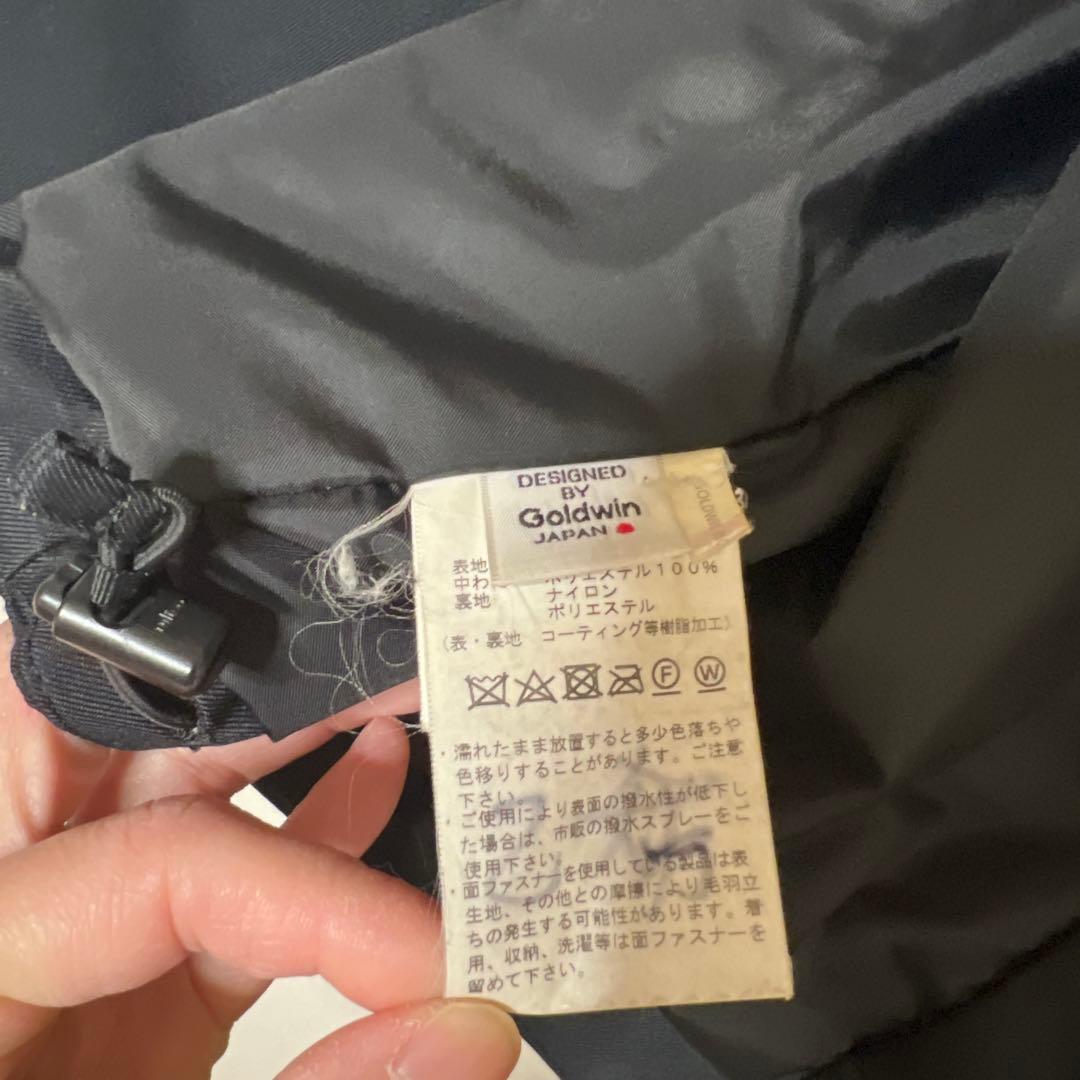 DESIGNED
BY
Goldwin
JAPAN
GOLDWIN
表地 ポリエステル100%
中わ ナイロン
裏地 ポリエステル
(表・裏地 コーティング等樹脂加工)
F W
・濡れたまま放置すると多少色落ちや
色移りすることがあります。ご注意
下さい。
・ご使用により表面の撥水性が低下し
た場合は、市販の撥水スプレーをご
使用下さい。
・面ファスナーを使用している製品は表
生地、その他との摩擦により毛羽立
ちの発生する可能性があります。着
用、収納、洗濯等は面ファスナーを
留めて下さい。